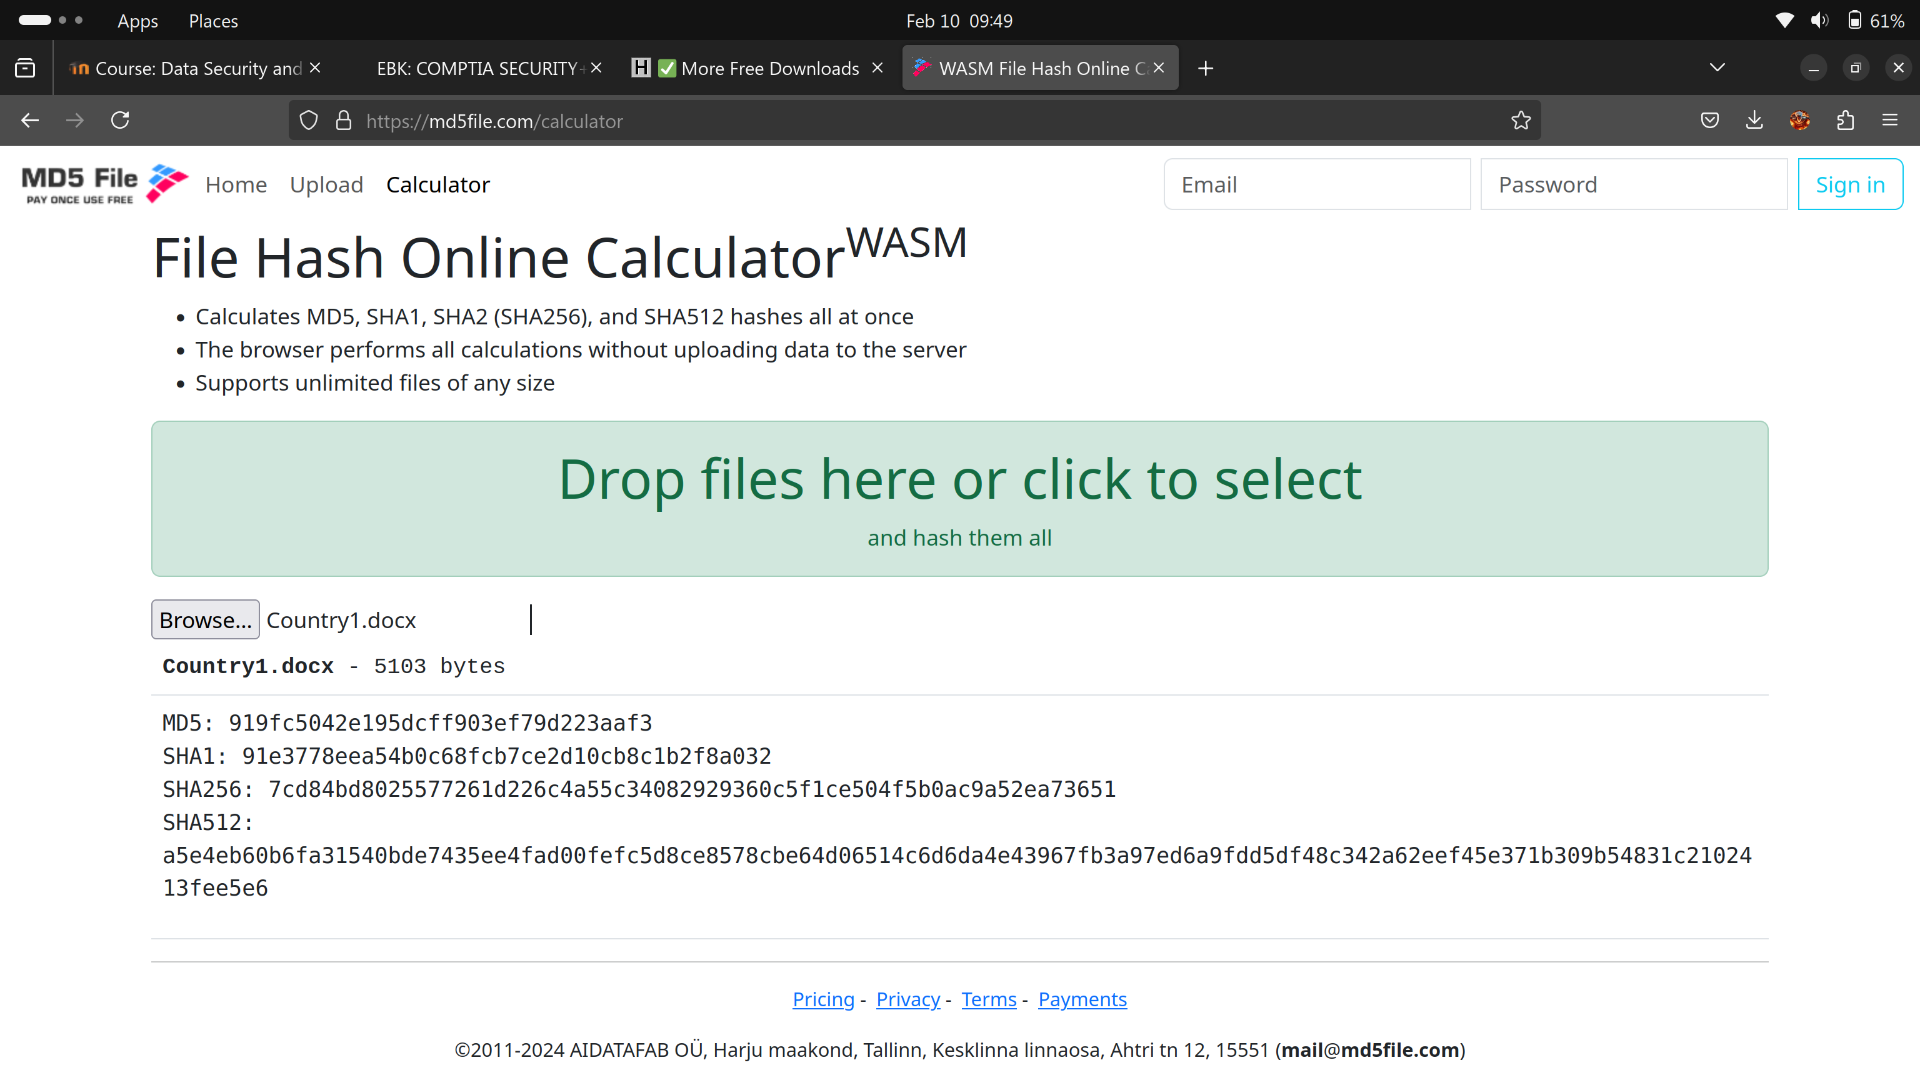 Apps Places Feb 10 09:49 61%
Course: Data Security and EBK: COMPTIA SECURITY+ H ✅ More Free Downloads WASM File Hash Online C
https://md5file.com/calculator
MD5 File
PAY ONCE USE FREE
Home Upload Calculator Email Password Sign in
File Hash Online Calculator WASM
• Calculates MD5, SHA1, SHA2 (SHA256), and SHA512 hashes all at once
• The browser performs all calculations without uploading data to the server
• Supports unlimited files of any size
Drop files here or click to select
and hash them all
Browse... Country1.docx
Country1.docx - 5103 bytes
MD5: 919fc5042e195dcff903ef79d223aaf3
SHA1: 91e3778eea54b0c68fcb7ce2d10cb8c1b2f8a032
SHA256: 7cd84bd8025577261d226c4a55c34082929360c5f1ce504f5b0ac9a52ea73651
SHA512:
a5e4eb60b6fa31540bde7435ee4fad00fefc5d8ce8578cbe64d06514c6d6da4e43967fb3a97ed6a9fdd5df48c342a62eef45e371b309b54831c21024
13fee5e6
Pricing - Privacy - Terms - Payments
©2011-2024 AIDATAFAB OÜ, Harju maakond, Tallinn, Kesklinna linnaosa, Ahtri tn 12, 15551 (mail@md5file.com)